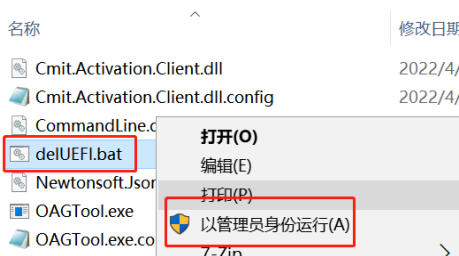 名称 修改日期
Cmit.Activation.Client.dll 2022/4/
Cmit.Activation.Client.dll.config 2022/4/
CommandLine.
delUEFI.bat
打开(O)
编辑(E)
Newtonsoft.Jsor
打印(P)
OAGTool.exe
以管理员身份运行(A)
OAGTool.exe.co
7-Zip